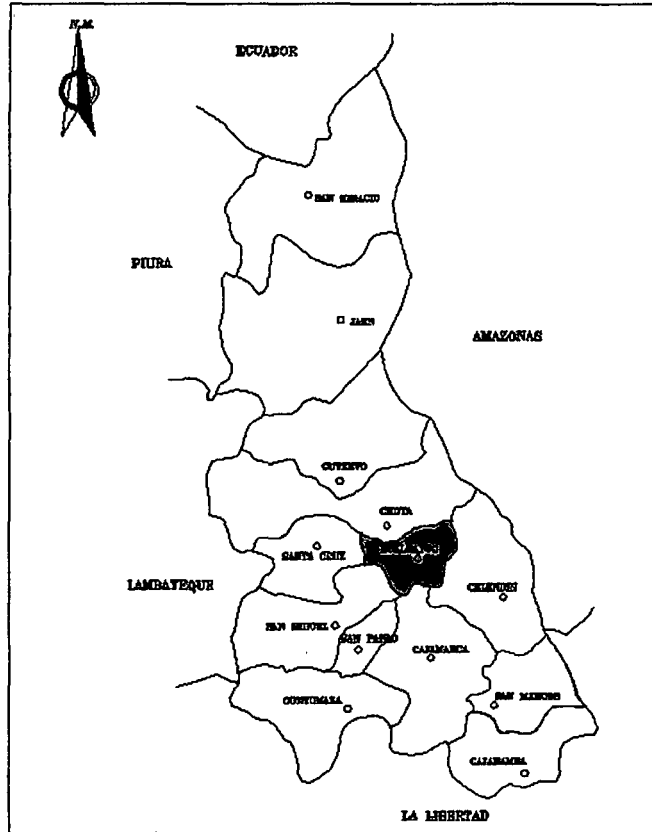 N.M.
ECUADOR
SAN IGNACIO
PIURA
JAEN
AMAZONAS
CUTERVO
CHOTA
SANTA CRUZ
LAMBAYEQUE
CELENDIN
SAN MIGUEL
SAN PABLO
CAJAMARCA
SAN MARCOS
CONTUMAZA
CAJABAMBA
LA LIBERTAD